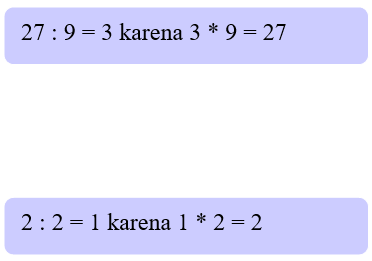 27 : 9 = 3 karena 3 * 9 = 27
2 : 2 = 1 karena 1 * 2 = 2